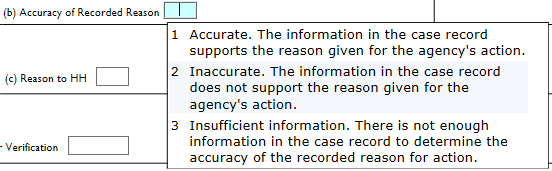 (b) Accuracy of Recorded Reason
1 Accurate. The information in the case record
supports the reason given for the agency's action.
2 Inaccurate. The information in the case record
does not support the reason given for the
agency's action.
3 Insufficient information. There is not enough
information in the case record to determine the
accuracy of the recorded reason for action.
(c) Reason to HH
- Verification